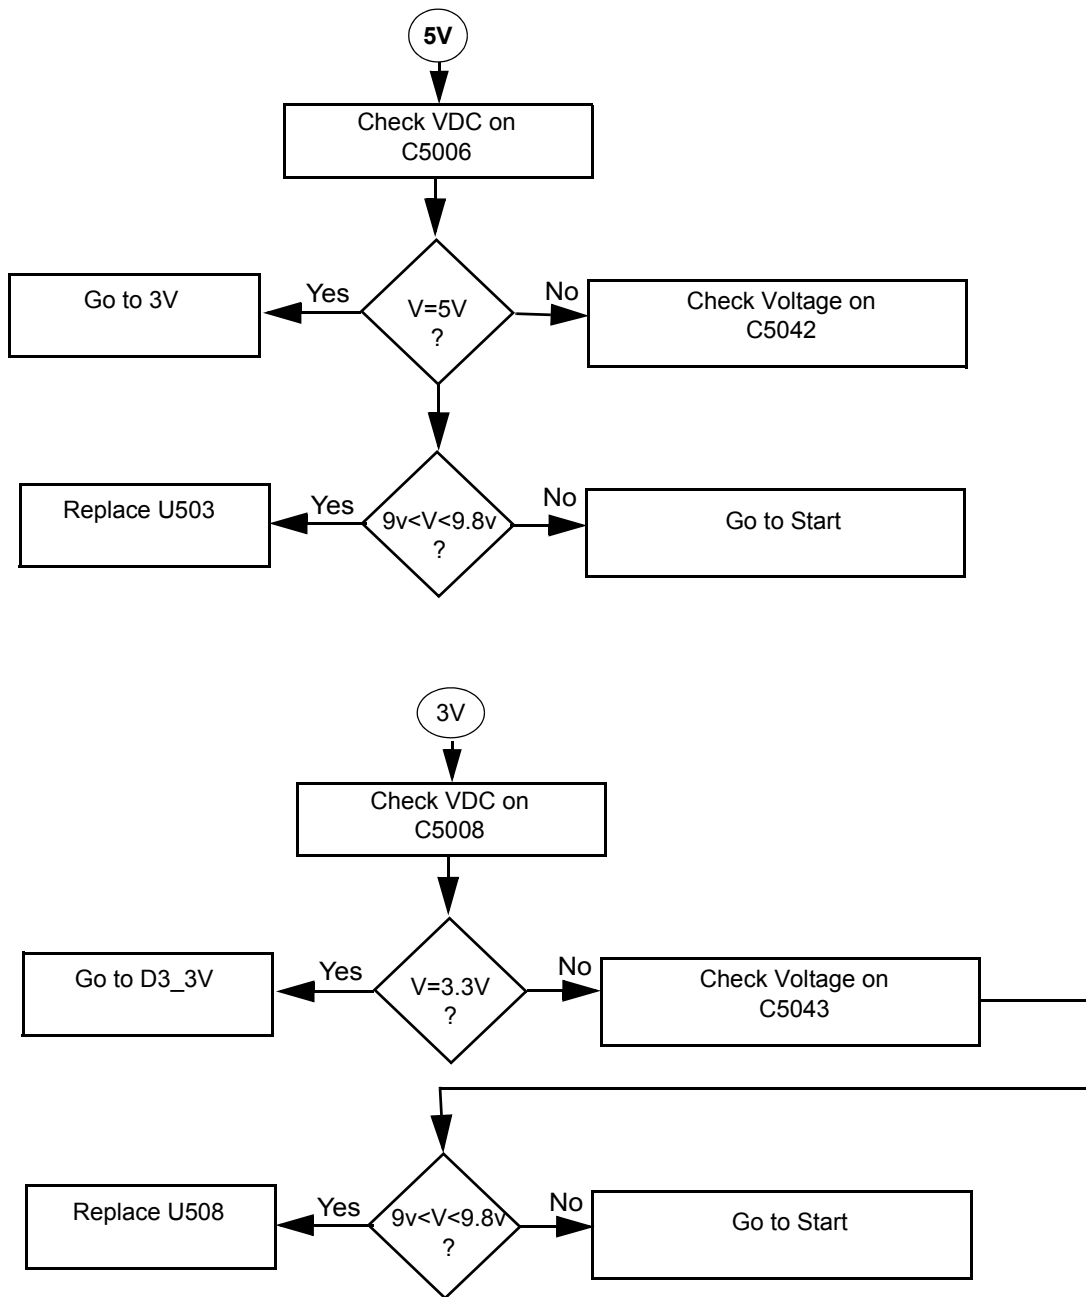 5V
Check VDC on
C5006
Go to 3V
Yes
V=5V
?
No
Check Voltage on
C5042
Replace U503
Yes
9v<V<9.8v
?
No
Go to Start
3V
Check VDC on
C5008
Go to D3_3V
Yes
V=3.3V
?
No
Check Voltage on
C5043
Replace U508
Yes
9v<V<9.8v
?
No
Go to Start